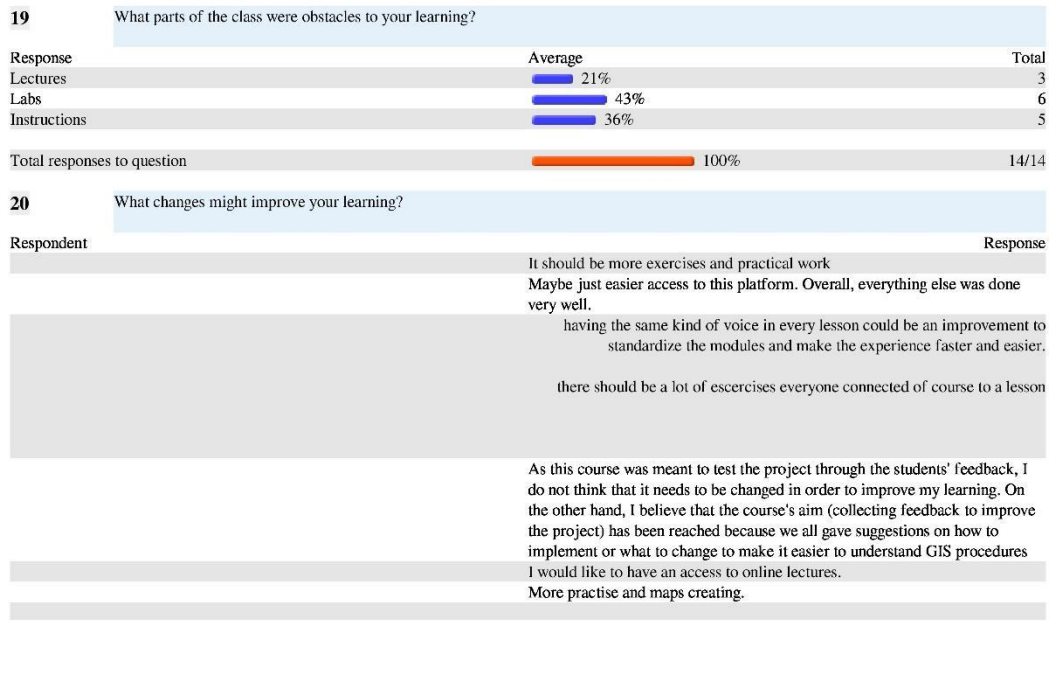 19 What parts of the class were obstacles to your learning?
Response Average Total
Lectures 21% 3
Labs 43% 6
Instructions 36% 5
Total responses to question 100% 14/14
20 What changes might improve your learning?
Respondent Response
It should be more exercises and practical work
Maybe just easier access to this platform. Overall, everything else was done
very well.
having the same kind of voice in every lesson could be an improvement to
standardize the modules and make the experience faster and easier.
there should be a lot of escercises everyone connected of course to a lesson
As this course was meant to test the project through the students' feedback, I
do not think that it needs to be changed in order to improve my learning. On
the other hand, I believe that the course's aim (collecting feedback to improve
the project) has been reached because we all gave suggestions on how to
implement or what to change to make it easier to understand GIS procedures
I would like to have an access to online lectures.
More practise and maps creating.